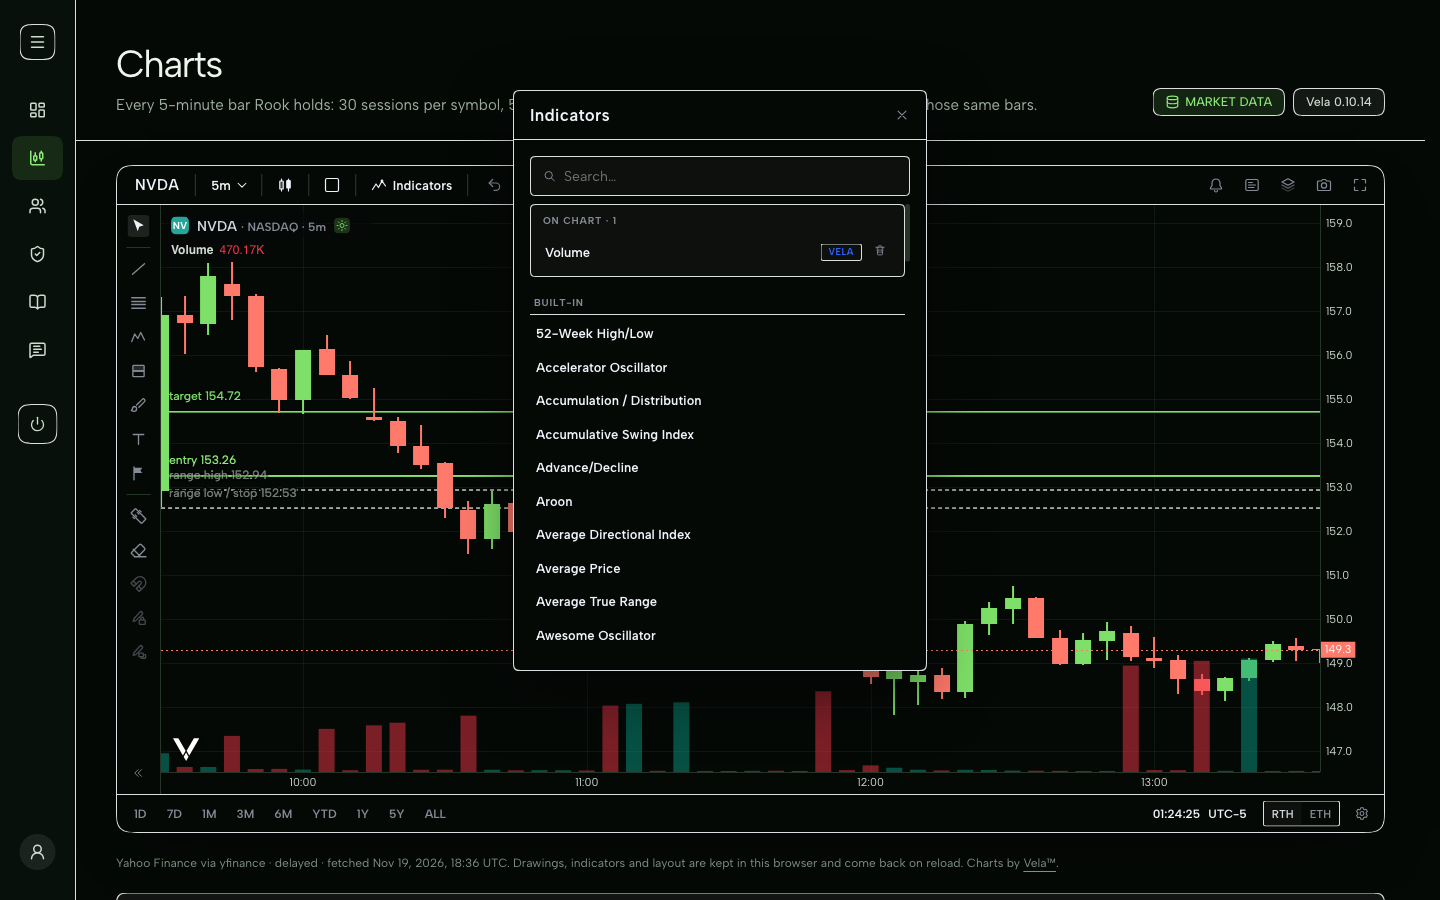 Charts
Every 5-minute bar Rook holds: 30 sessions per symbol, 5
hose same bars.
MARKET DATA
Vela 0.10.14
NVDA
5m
Indicators
NV
NVDA · NASDAQ · 5m
Volume 470.17K
target 154.72
entry 153.26
range high 152.94
range low / stop 152.53
Indicators
Search...
ON CHART · 1
Volume
VELA
BUILT-IN
52-Week High/Low
Accelerator Oscillator
Accumulation / Distribution
Accumulative Swing Index
Advance/Decline
Aroon
Average Directional Index
Average Price
Average True Range
Awesome Oscillator
159.0
158.0
157.0
156.0
155.0
154.0
153.0
152.0
151.0
150.0
149.3
149.0
148.0
147.0
10:00
11:00
12:00
13:00
1D
7D
1M
3M
6M
YTD
1Y
5Y
ALL
01:24:25 UTC-5
RTH
ETH
Yahoo Finance via yfinance · delayed · fetched Nov 19, 2026, 18:36 UTC. Drawings, indicators and layout are kept in this browser and come back on reload. Charts by Vela™.